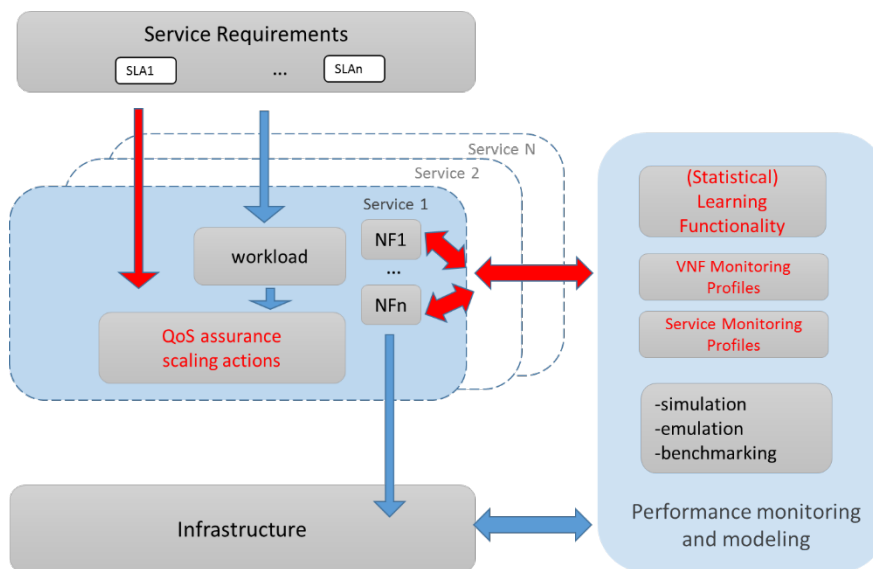 Service Requirements
SLA1
...
SLAn
Service N
Service 2
Service 1
workload
NF1
...
NFn
QoS assurance
scaling actions
Infrastructure
(Statistical)
Learning
Functionality
VNF Monitoring
Profiles
Service Monitoring
Profiles
-simulation
-emulation
-benchmarking
Performance monitoring
and modeling